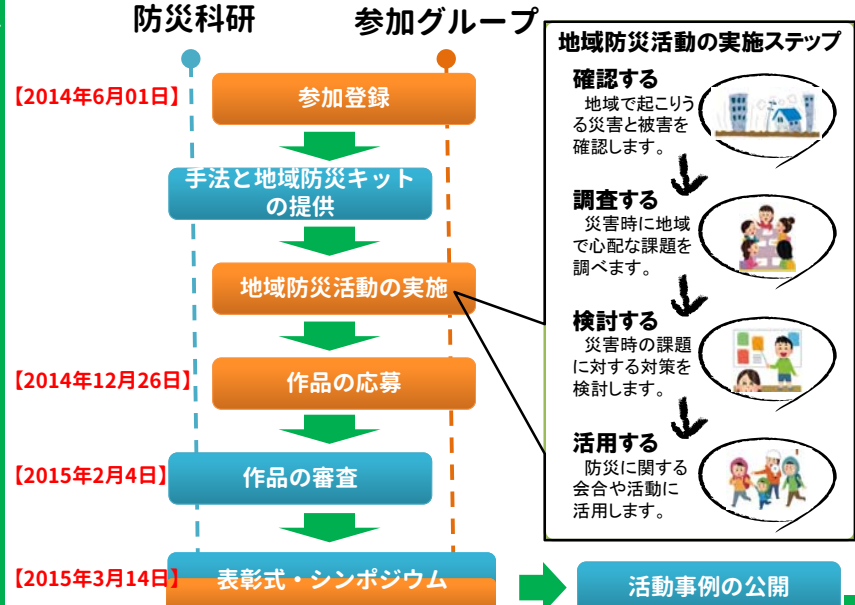 防災科研
参加グループ
【2014年6月01日】
参加登録
手法と地域防災キット
の提供
地域防災活動の実施
【2014年12月26日】
作品の応募
【2015年2月4日】
作品の審査
【2015年3月14日】
表彰式・シンポジウム
活動事例の公開
地域防災活動の実施ステップ
確認する
地域で起こりう
る災害と被害を
確認します。
調査する
災害時に地域
で心配な課題を
調べます。
検討する
災害時の課題
に対する対策を
検討します。
活用する
防災に関する
会合や活動に
活用します。